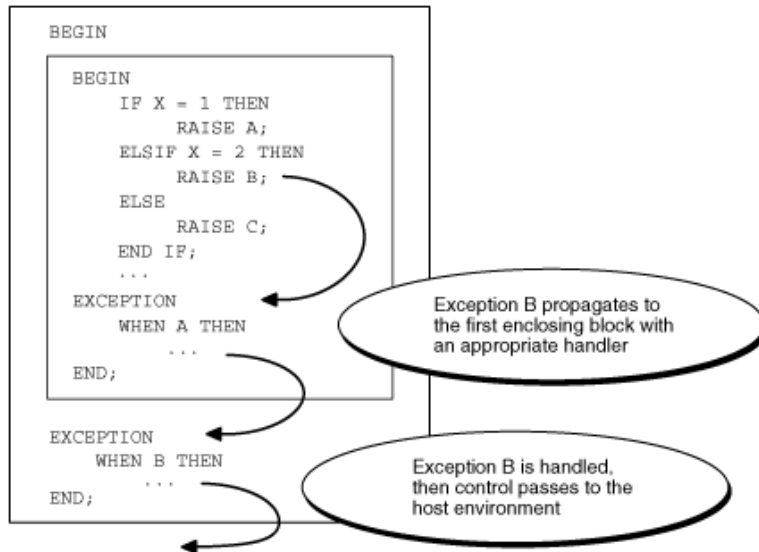 BEGIN
BEGIN
IF X = 1 THEN
RAISE A;
ELSIF X = 2 THEN
RAISE B;
ELSE
RAISE C;
END IF;
...
EXCEPTION
WHEN A THEN
...
END;
Exception B propagates to
the first enclosing block with
an appropriate handler
EXCEPTION
WHEN B THEN
...
END;
Exception B is handled,
then control passes to the
host environment